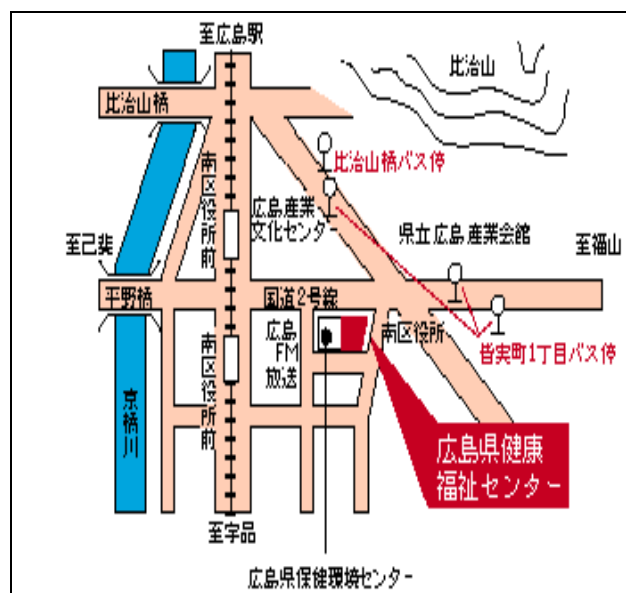 至広島駅
比治山
比治山橋
比治山橋バス停
南区役所前
広島産業
文化センター
県立広島産業会館
至己斐
至福山
平野橋
国道2号線
広島
FM
放送
南区役所
皆実町1丁目バス停
南区役所前
京橋川
広島県健康
福祉センター
至宇品
広島県保健環境センター